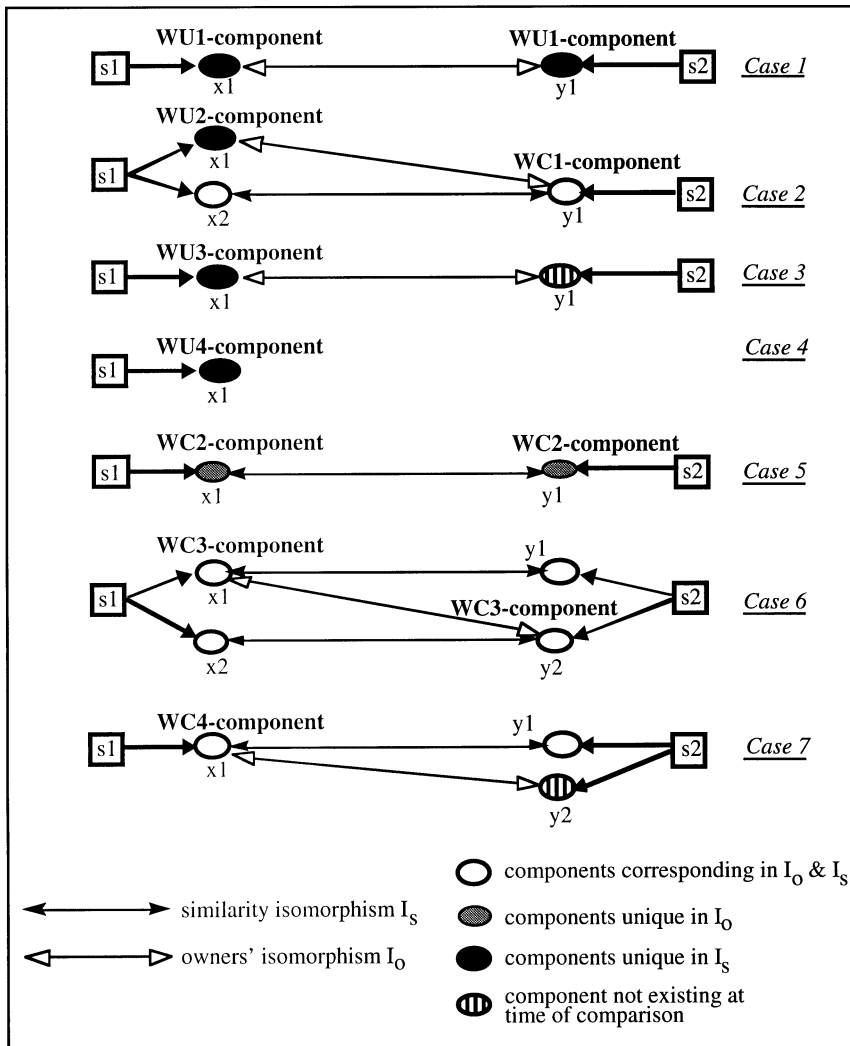 WU1-component WU1-component
s1 x1 y1 s2 Case 1
WU2-component
x1
s1 WC1-component
x2 y1 s2 Case 2
WU3-component
s1 x1 y1 s2 Case 3
WU4-component Case 4
s1 x1
WC2-component WC2-component
s1 x1 y1 s2 Case 5
WC3-component y1
s1 x1 WC3-component s2 Case 6
x2 y2
WC4-component y1
s1 x1 s2 Case 7
y2
components corresponding in Io & Is
similarity isomorphism Is
components unique in Io
owners' isomorphism Io
components unique in Is
component not existing at
time of comparison